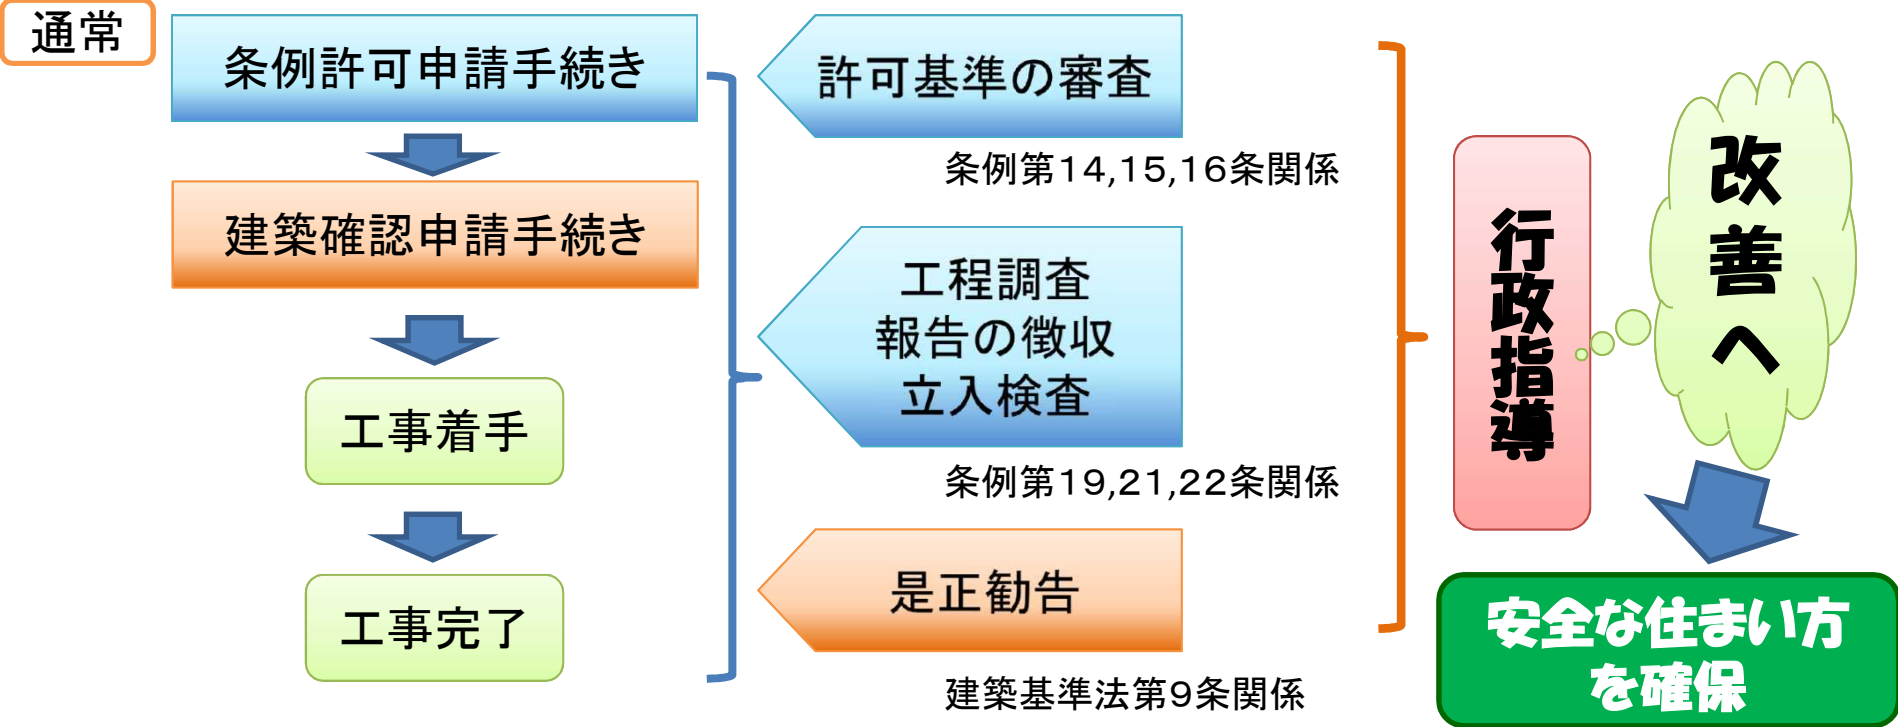 通常
条例許可申請手続き
建築確認申請手続き
工事着手
工事完了
許可基準の審査
条例第14,15,16条関係
工程調査
報告の徴収
立入検査
条例第19,21,22条関係
是正勧告
建築基準法第9条関係
行政指導
改善へ
安全な住まい方
を確保